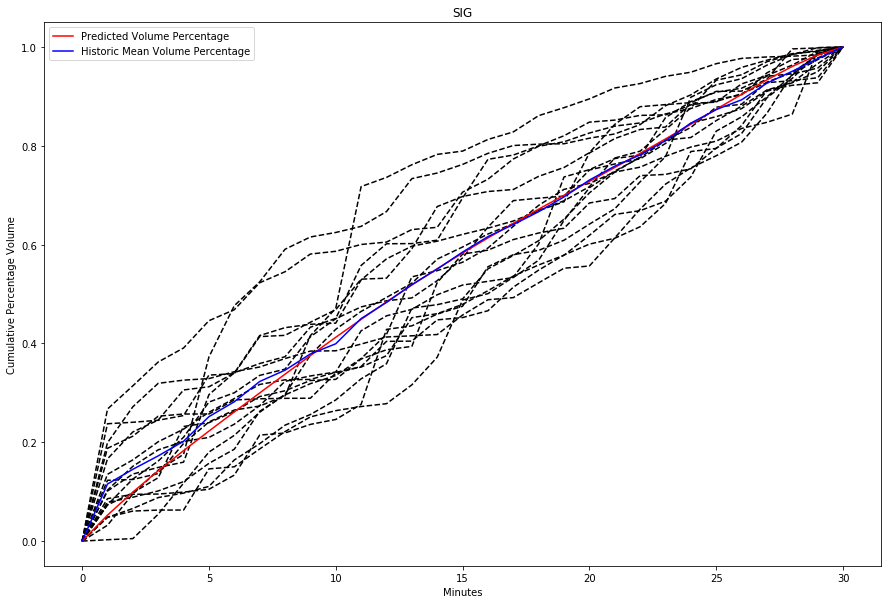 SIG
Predicted Volume Percentage
Historic Mean Volume Percentage
Cumulative Percentage Volume
1.0
0.8
0.6
0.4
0.2
0.0
0 5 10 15 20 25 30
Minutes